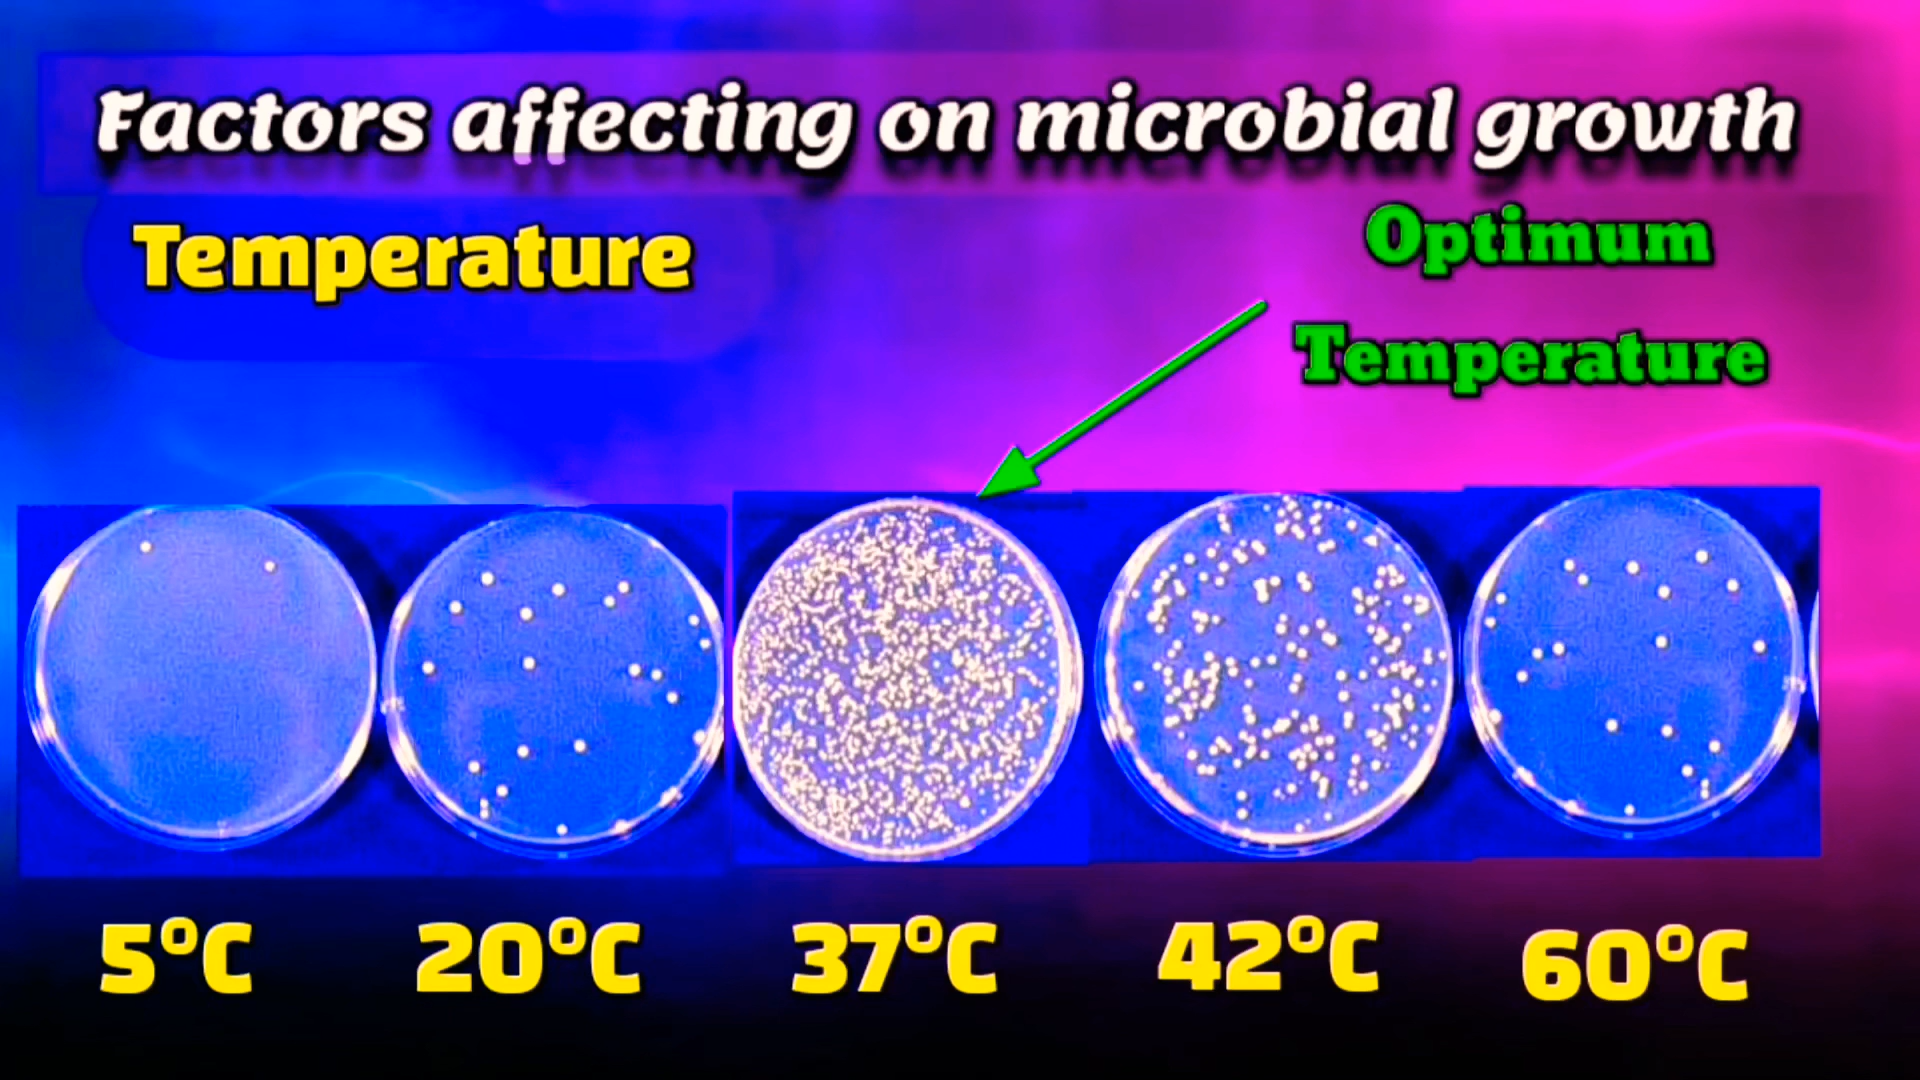 Factors affecting on microbial growth
Temperature
Optimum
Temperature
5°C
20°C
37°C
42°C
60°C